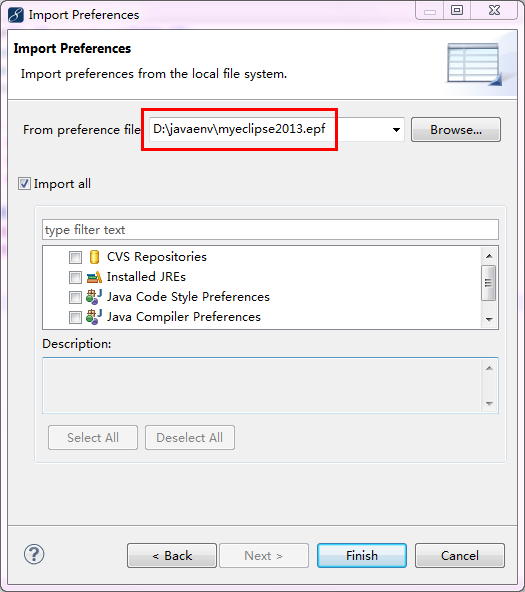 Import Preferences
Import Preferences
Import preferences from the local file system.
From preference file
D:\javaenv\myeclipse2013.epf
Browse...
Import all
type filter text
CVS Repositories
Installed JREs
Java Code Style Preferences
Java Compiler Preferences
Description:
Select All
Deselect All
?
< Back
Next >
Finish
Cancel